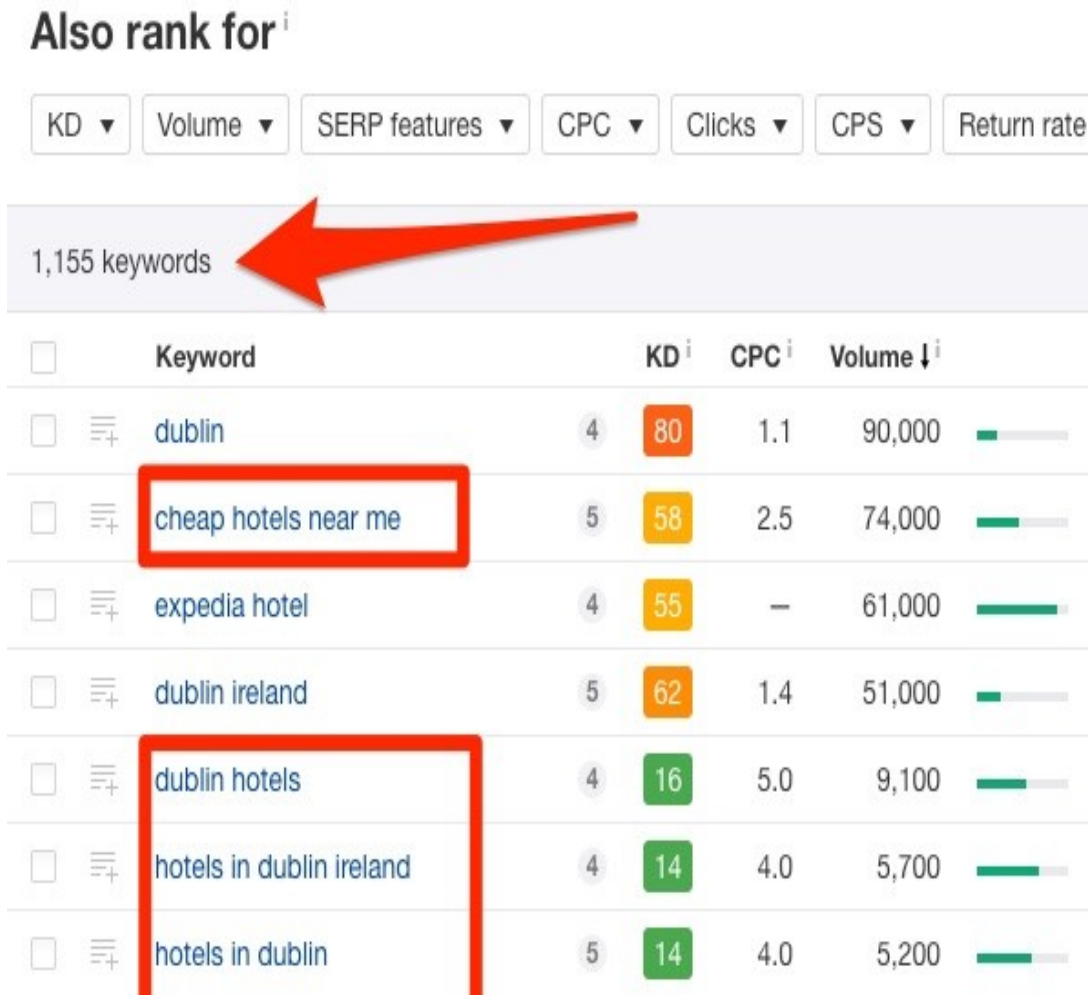 Also rank for i
KD ▼ Volume ▼ SERP features ▼ CPC ▼ Clicks ▼ CPS ▼ Return rate
1,155 keywords
Keyword KD i CPC i Volume ↓ i
dublin 4 80 1.1 90,000
cheap hotels near me 5 58 2.5 74,000
expedia hotel 4 55 – 61,000
dublin ireland 5 62 1.4 51,000
dublin hotels 4 16 5.0 9,100
hotels in dublin ireland 4 14 4.0 5,700
hotels in dublin 5 14 4.0 5,200